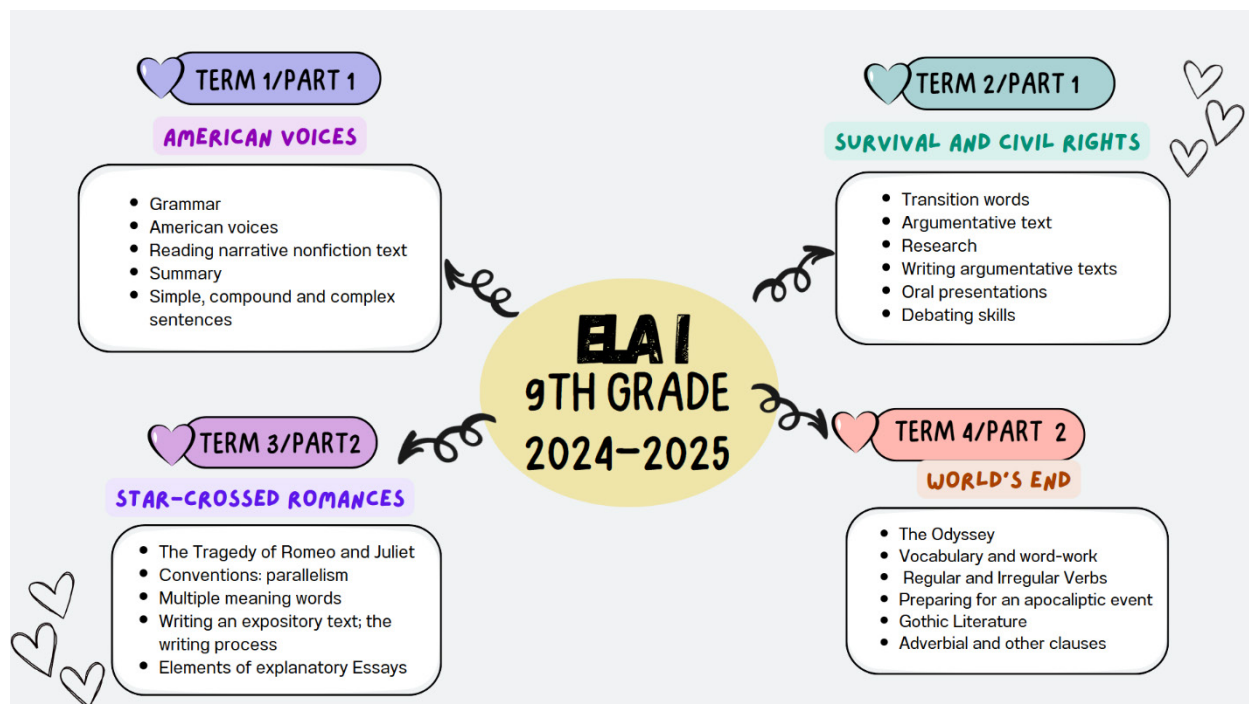 TERM 1/PART 1
AMERICAN VOICES
• Grammar
• American voices
• Reading narrative nonfiction text
• Summary
• Simple, compound and complex
sentences
TERM 2/PART 1
SURVIVAL AND CIVIL RIGHTS
• Transition words
• Argumentative text
• Research
• Writing argumentative texts
• Oral presentations
• Debating skills
ELA I
9TH GRADE
2024-2025
TERM 3/PART2
STAR-CROSSED ROMANCES
• The Tragedy of Romeo and Juliet
• Conventions: parallelism
• Multiple meaning words
• Writing an expository text; the
writing process
• Elements of explanatory Essays
TERM 4/PART 2
WORLD'S END
• The Odyssey
• Vocabulary and word-work
• Regular and Irregular Verbs
• Preparing for an apocaliptic event
• Gothic Literature
• Adverbial and other clauses